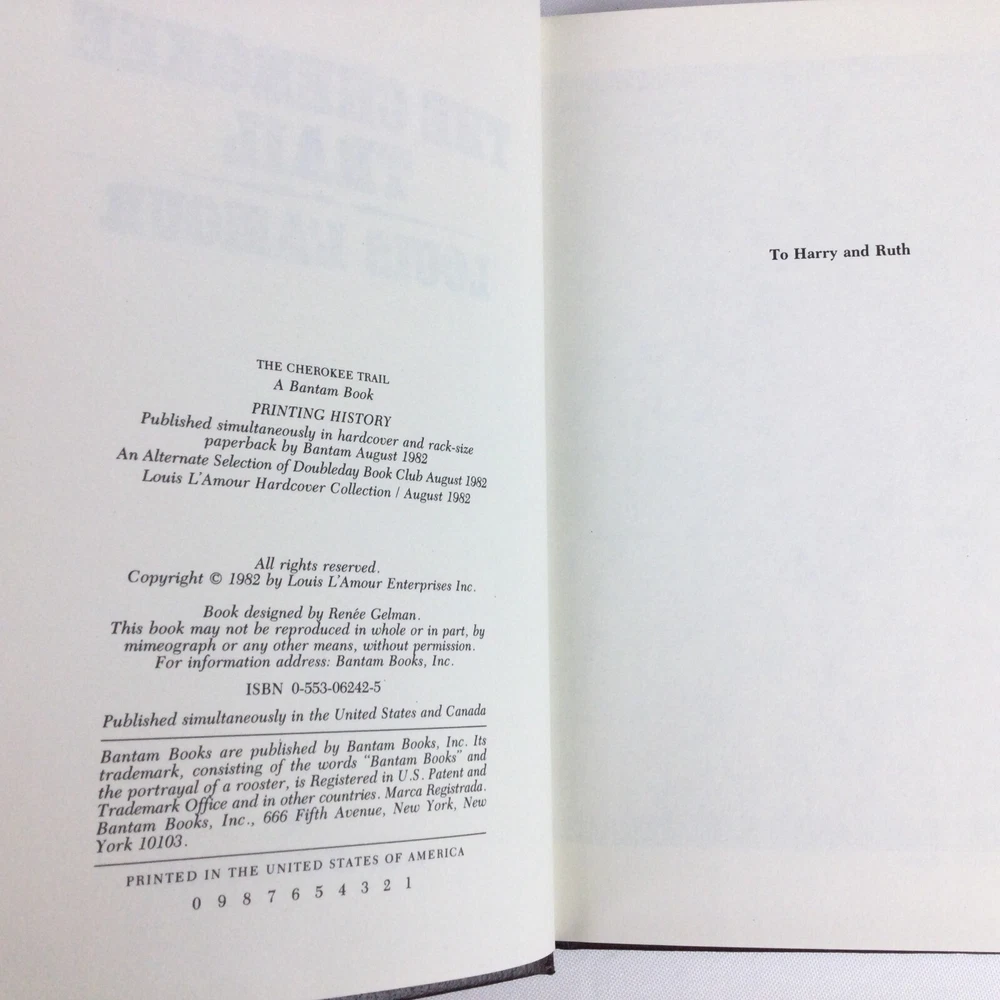 THE CHEROKEE TRAIL
A Bantam Book
PRINTING HISTORY
Published simultaneously in hardcover and rack-size
paperback by Bantam August 1982
An Alternate Selection of Doubleday Book Club August 1982
Louis L'Amour Hardcover Collection / August 1982
All rights reserved.
Copyright © 1982 by Louis L'Amour Enterprises Inc.
Book designed by Renée Gelman.
This book may not be reproduced in whole or in part, by
mimeograph or any other means, without permission.
For information address: Bantam Books, Inc.
ISBN 0-553-06242-5
Published simultaneously in the United States and Canada
Bantam Books are published by Bantam Books, Inc. Its
trademark, consisting of the words "Bantam Books" and
the portrayal of a rooster, is Registered in U.S. Patent and
Trademark Office and in other countries. Marca Registrada.
Bantam Books, Inc., 666 Fifth Avenue, New York, New
York 10103.
PRINTED IN THE UNITED STATES OF AMERICA
0 9 8 7 6 5 4 3 2 1
To Harry and Ruth